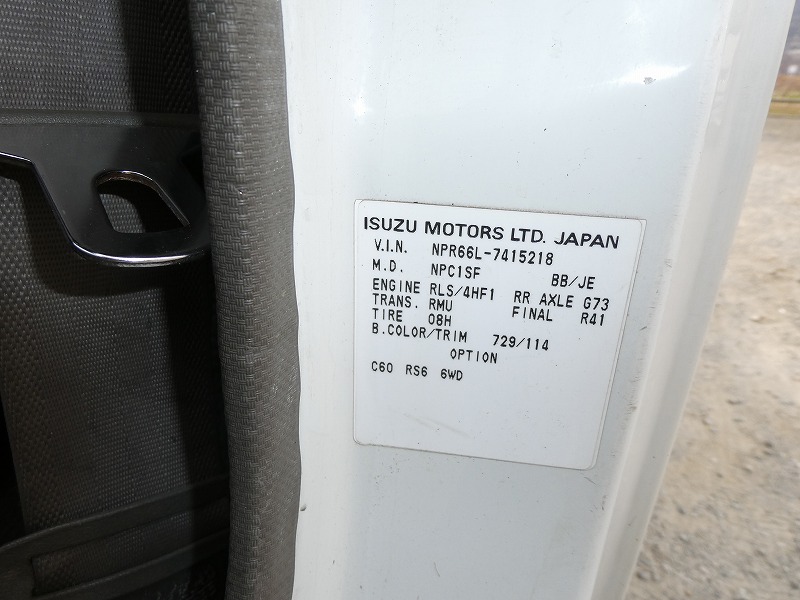 ISUZU MOTORS LTD. JAPAN
V.I.N. NPR66L-7415218
M.D. NPC1SF BB/JE
ENGINE RLS/4HF1 RR AXLE G73
TRANS. RMU FINAL R41
TIRE 08H
B.COLOR/TRIM 729/114
OPTION
C60 RS6 6WD